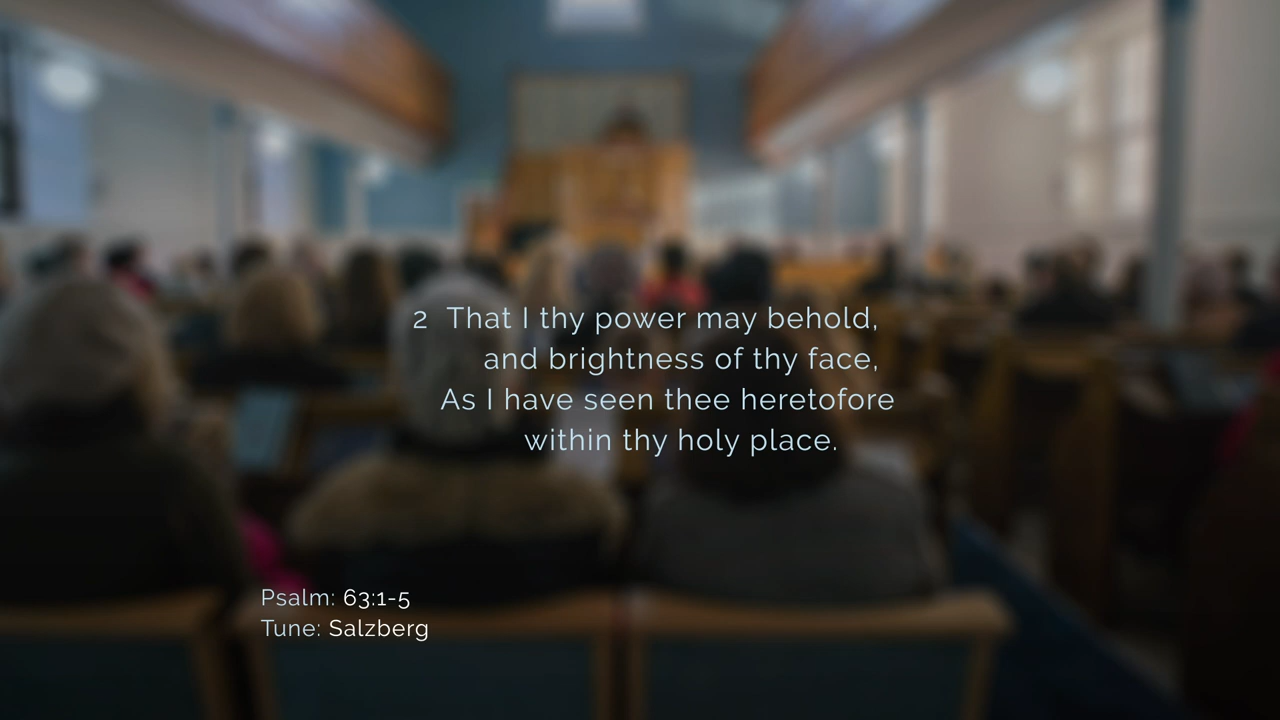 2 That I thy power may behold,
and brightness of thy face,
As I have seen thee heretofore
within thy holy place.
Psalm: 63:1-5
Tune: Salzberg